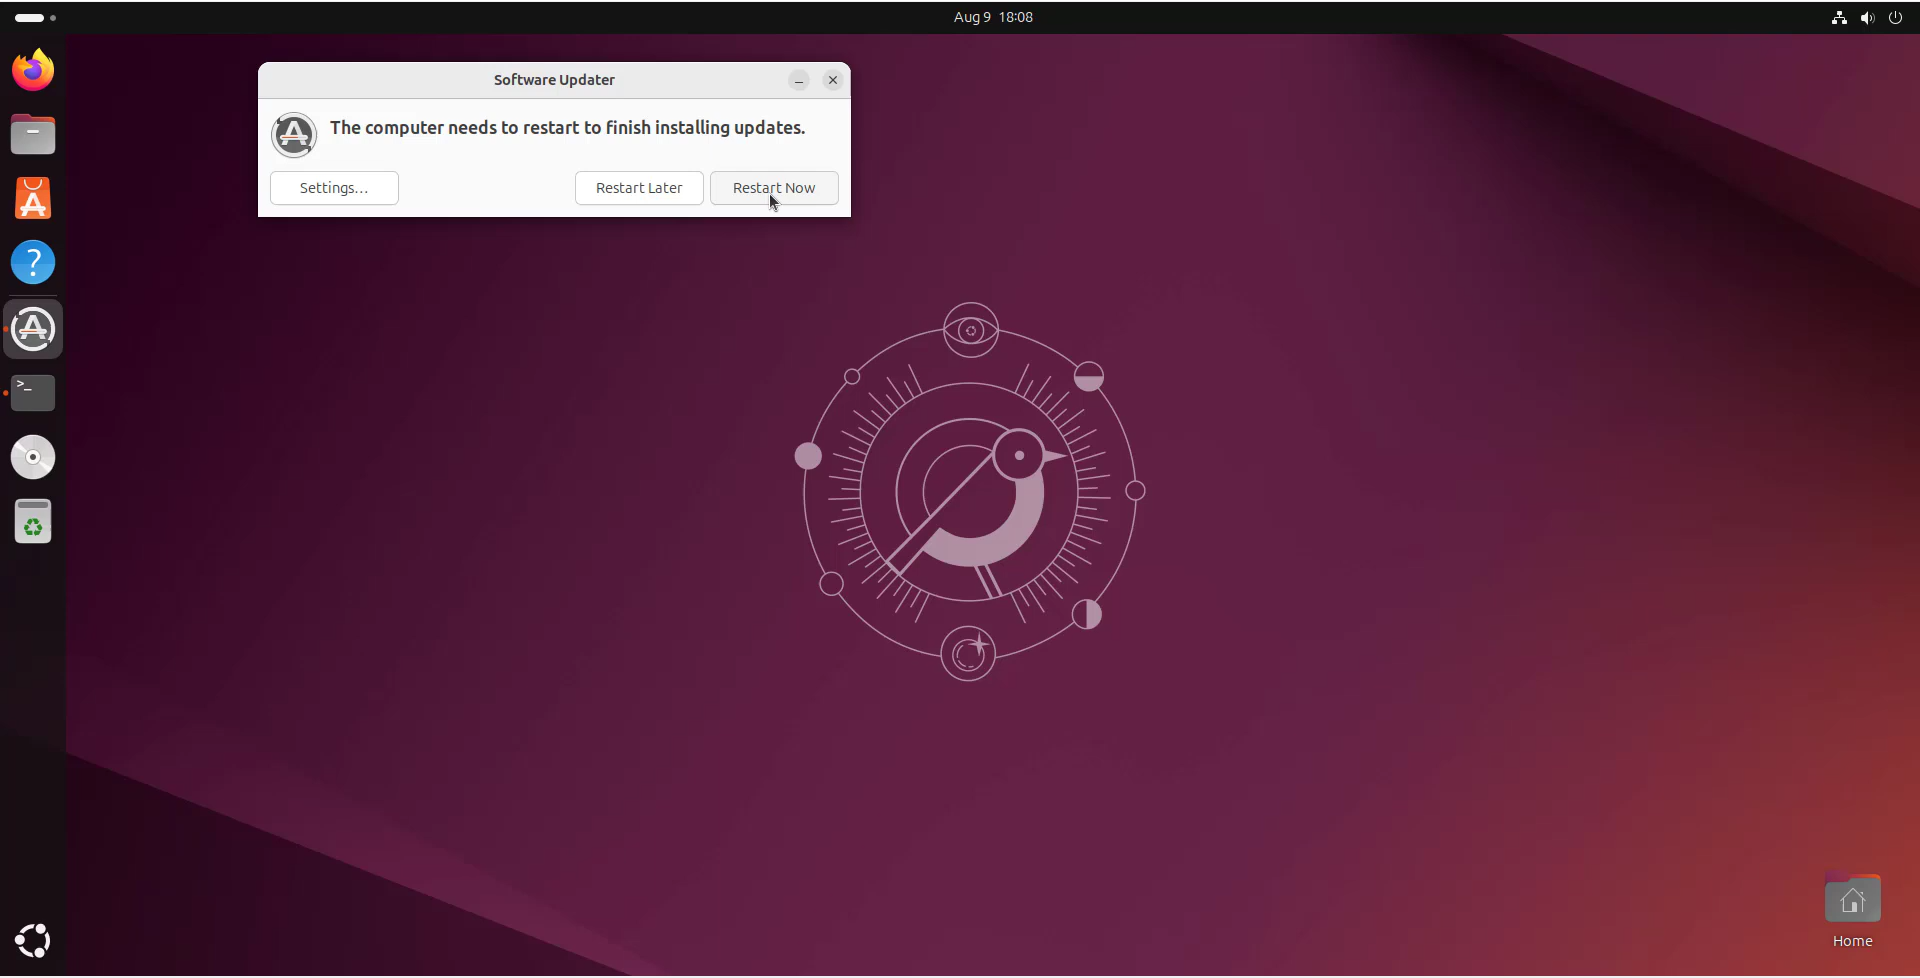 Aug 9 18:08
Software Updater
The computer needs to restart to finish installing updates.
Settings...
Restart Later
Restart Now
Home